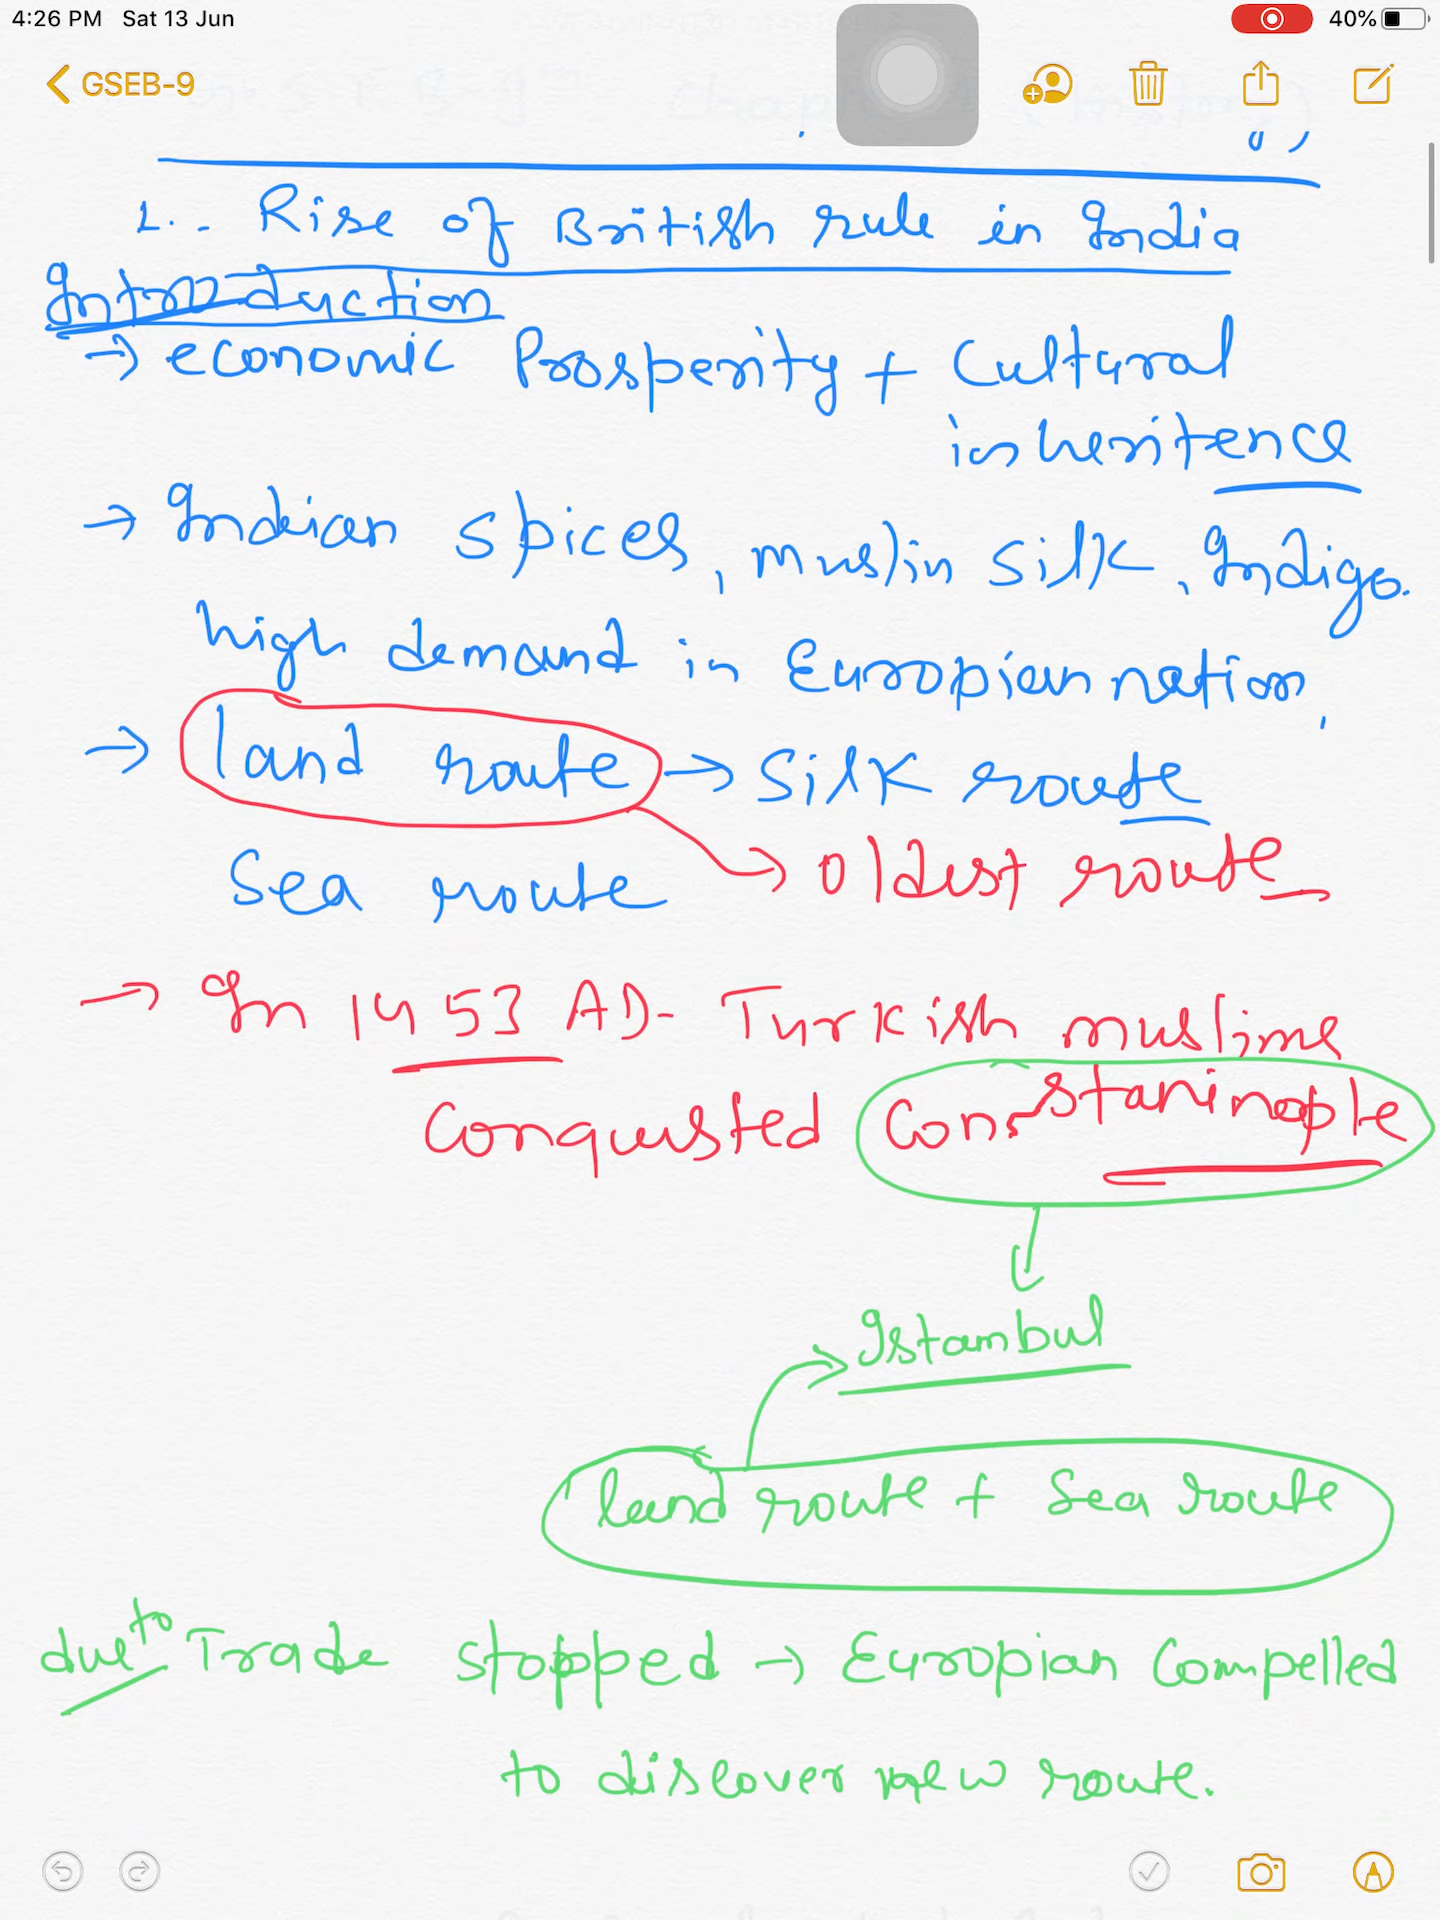 4:26 PM Sat 13 Jun 40%
GSEB-9
1. Rise of British rule in India
Introduction
→ economic Prosperity + Cultural
inheritence
→ Indian spices, muslin silk, Indigo.
high demand in Europian nation,
→ land route → Silk route
Sea route → oldest route
→ In 1453 AD- Turkish muslime
Conqusted Constaninople
Istambul
land route + Sea route
due to Trade stopped → Europian Compelled
to discover new route.